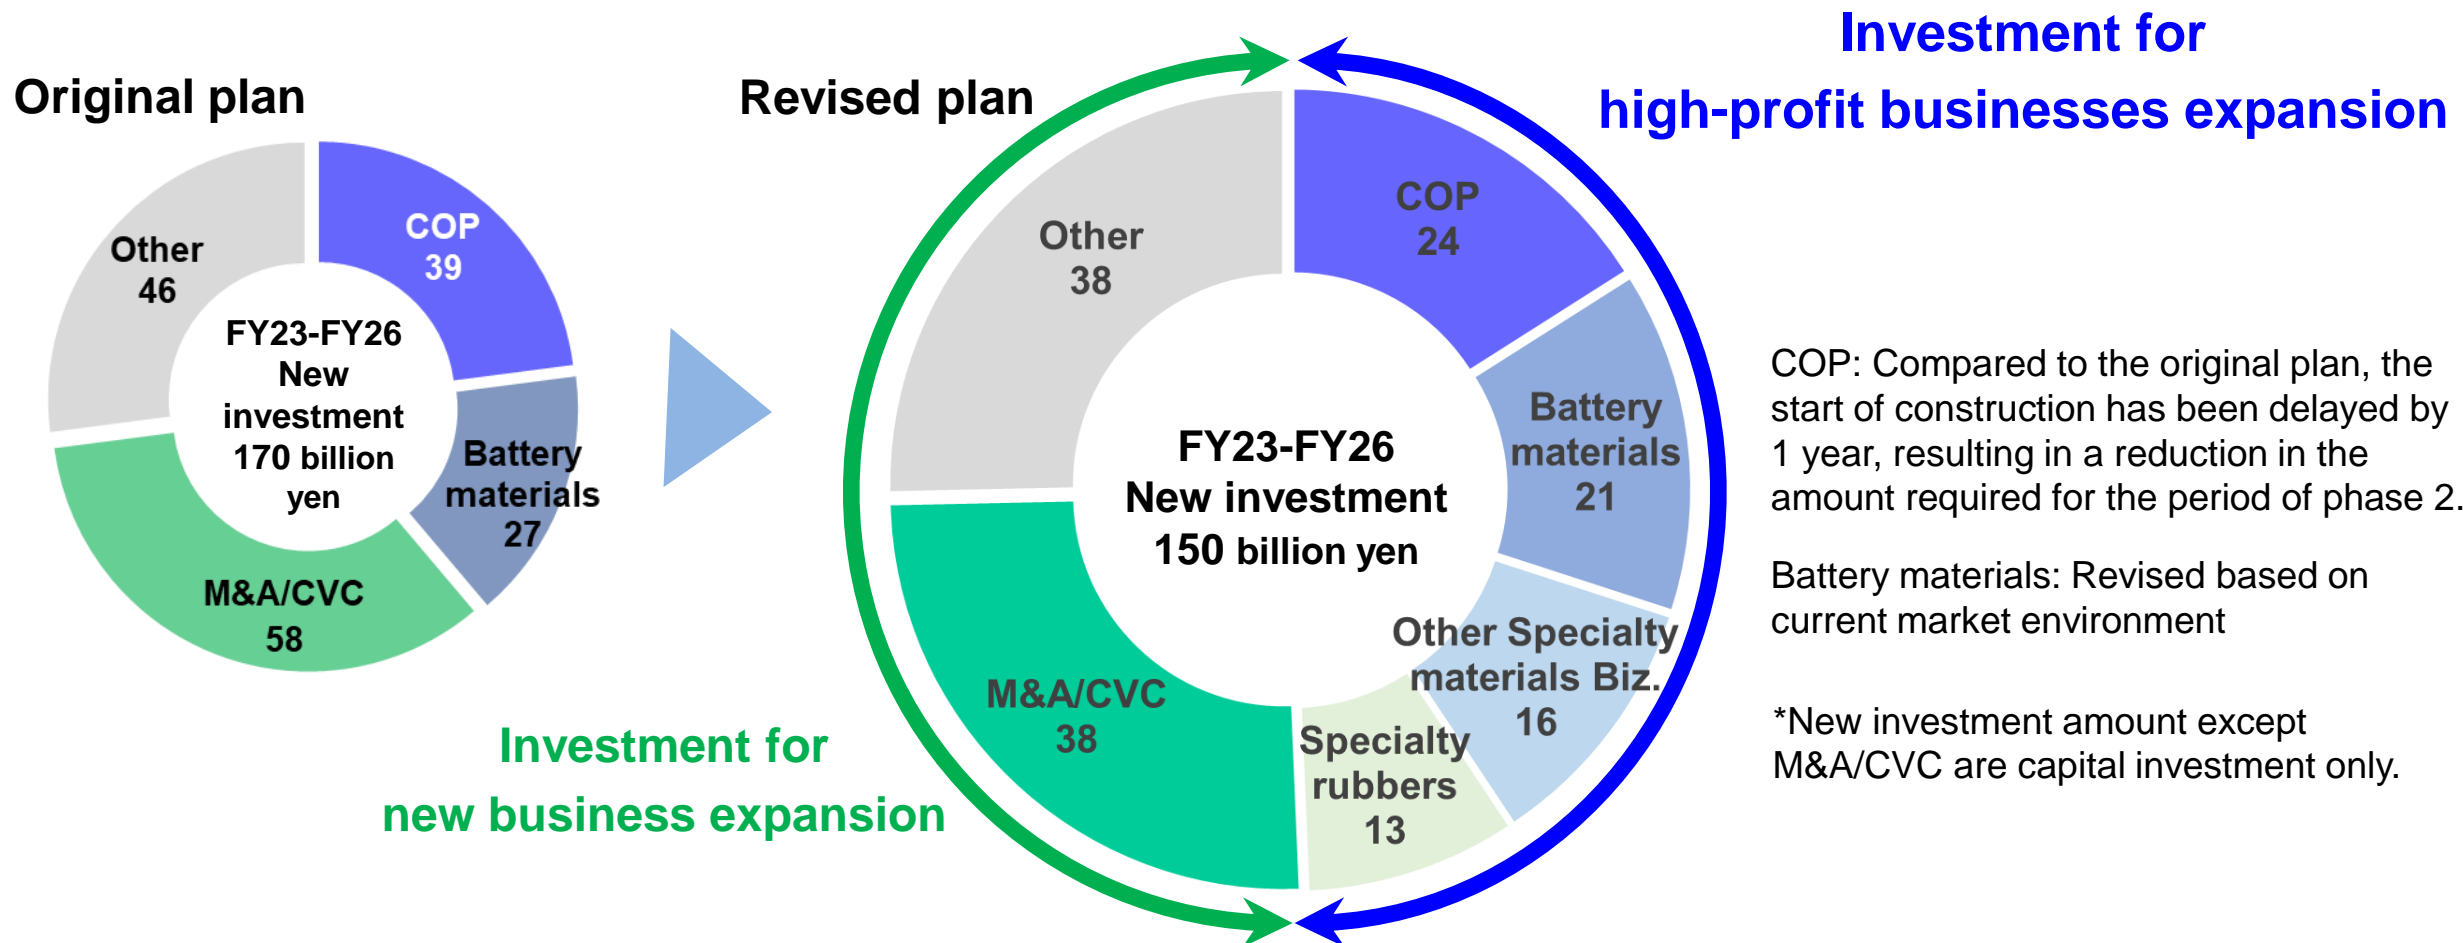 Original plan
COP
39
Battery
materials
27
M&A/CVC
58
Other
46
FY23-FY26
New
investment
170 billion
yen
Revised plan
COP
24
Battery
materials
21
Other Specialty
materials Biz.
16
Specialty
rubbers
13
M&A/CVC
38
Other
38
FY23-FY26
New investment
150 billion yen
Investment for
new business expansion
Investment for
high-profit businesses expansion
COP: Compared to the original plan, the
start of construction has been delayed by
1 year, resulting in a reduction in the
amount required for the period of phase 2.
Battery materials: Revised based on
current market environment
*New investment amount except
M&A/CVC are capital investment only.